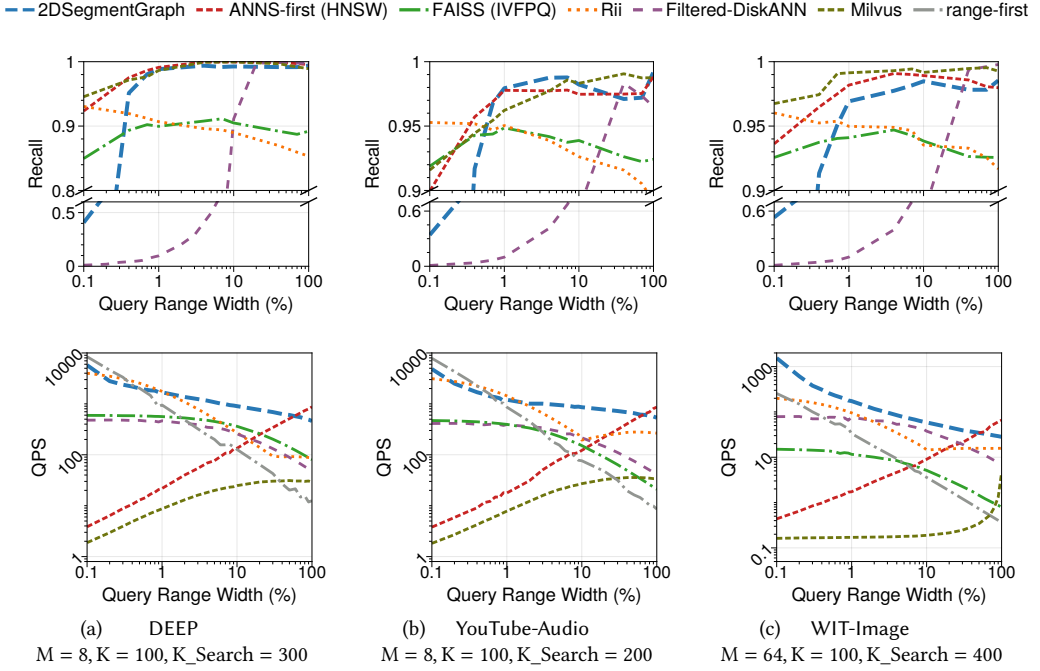 2DSegmentGraph ANNS-first (HNSW) FAISS (IVFPQ) Rii Filtered-DiskANN Milvus range-first
1 1 1
0.9 0.95 0.95
0.8 0.9 0.9
Recall Recall Recall
0.5 0.6 0.6
0 0 0
0.1 1 10 100 0.1 1 10 100 0.1 1 10 100
Query Range Width (%) Query Range Width (%) Query Range Width (%)
10000 10000 1000
100 100 10
1 1 0.1
QPS QPS QPS
0.1 1 10 100 0.1 1 10 100 0.1 1 10 100
Query Range Width (%) Query Range Width (%) Query Range Width (%)
(a) DEEP (b) YouTube-Audio (c) WIT-Image
M = 8, K = 100, K_Search = 300 M = 8, K = 100, K_Search = 200 M = 64, K = 100, K_Search = 400